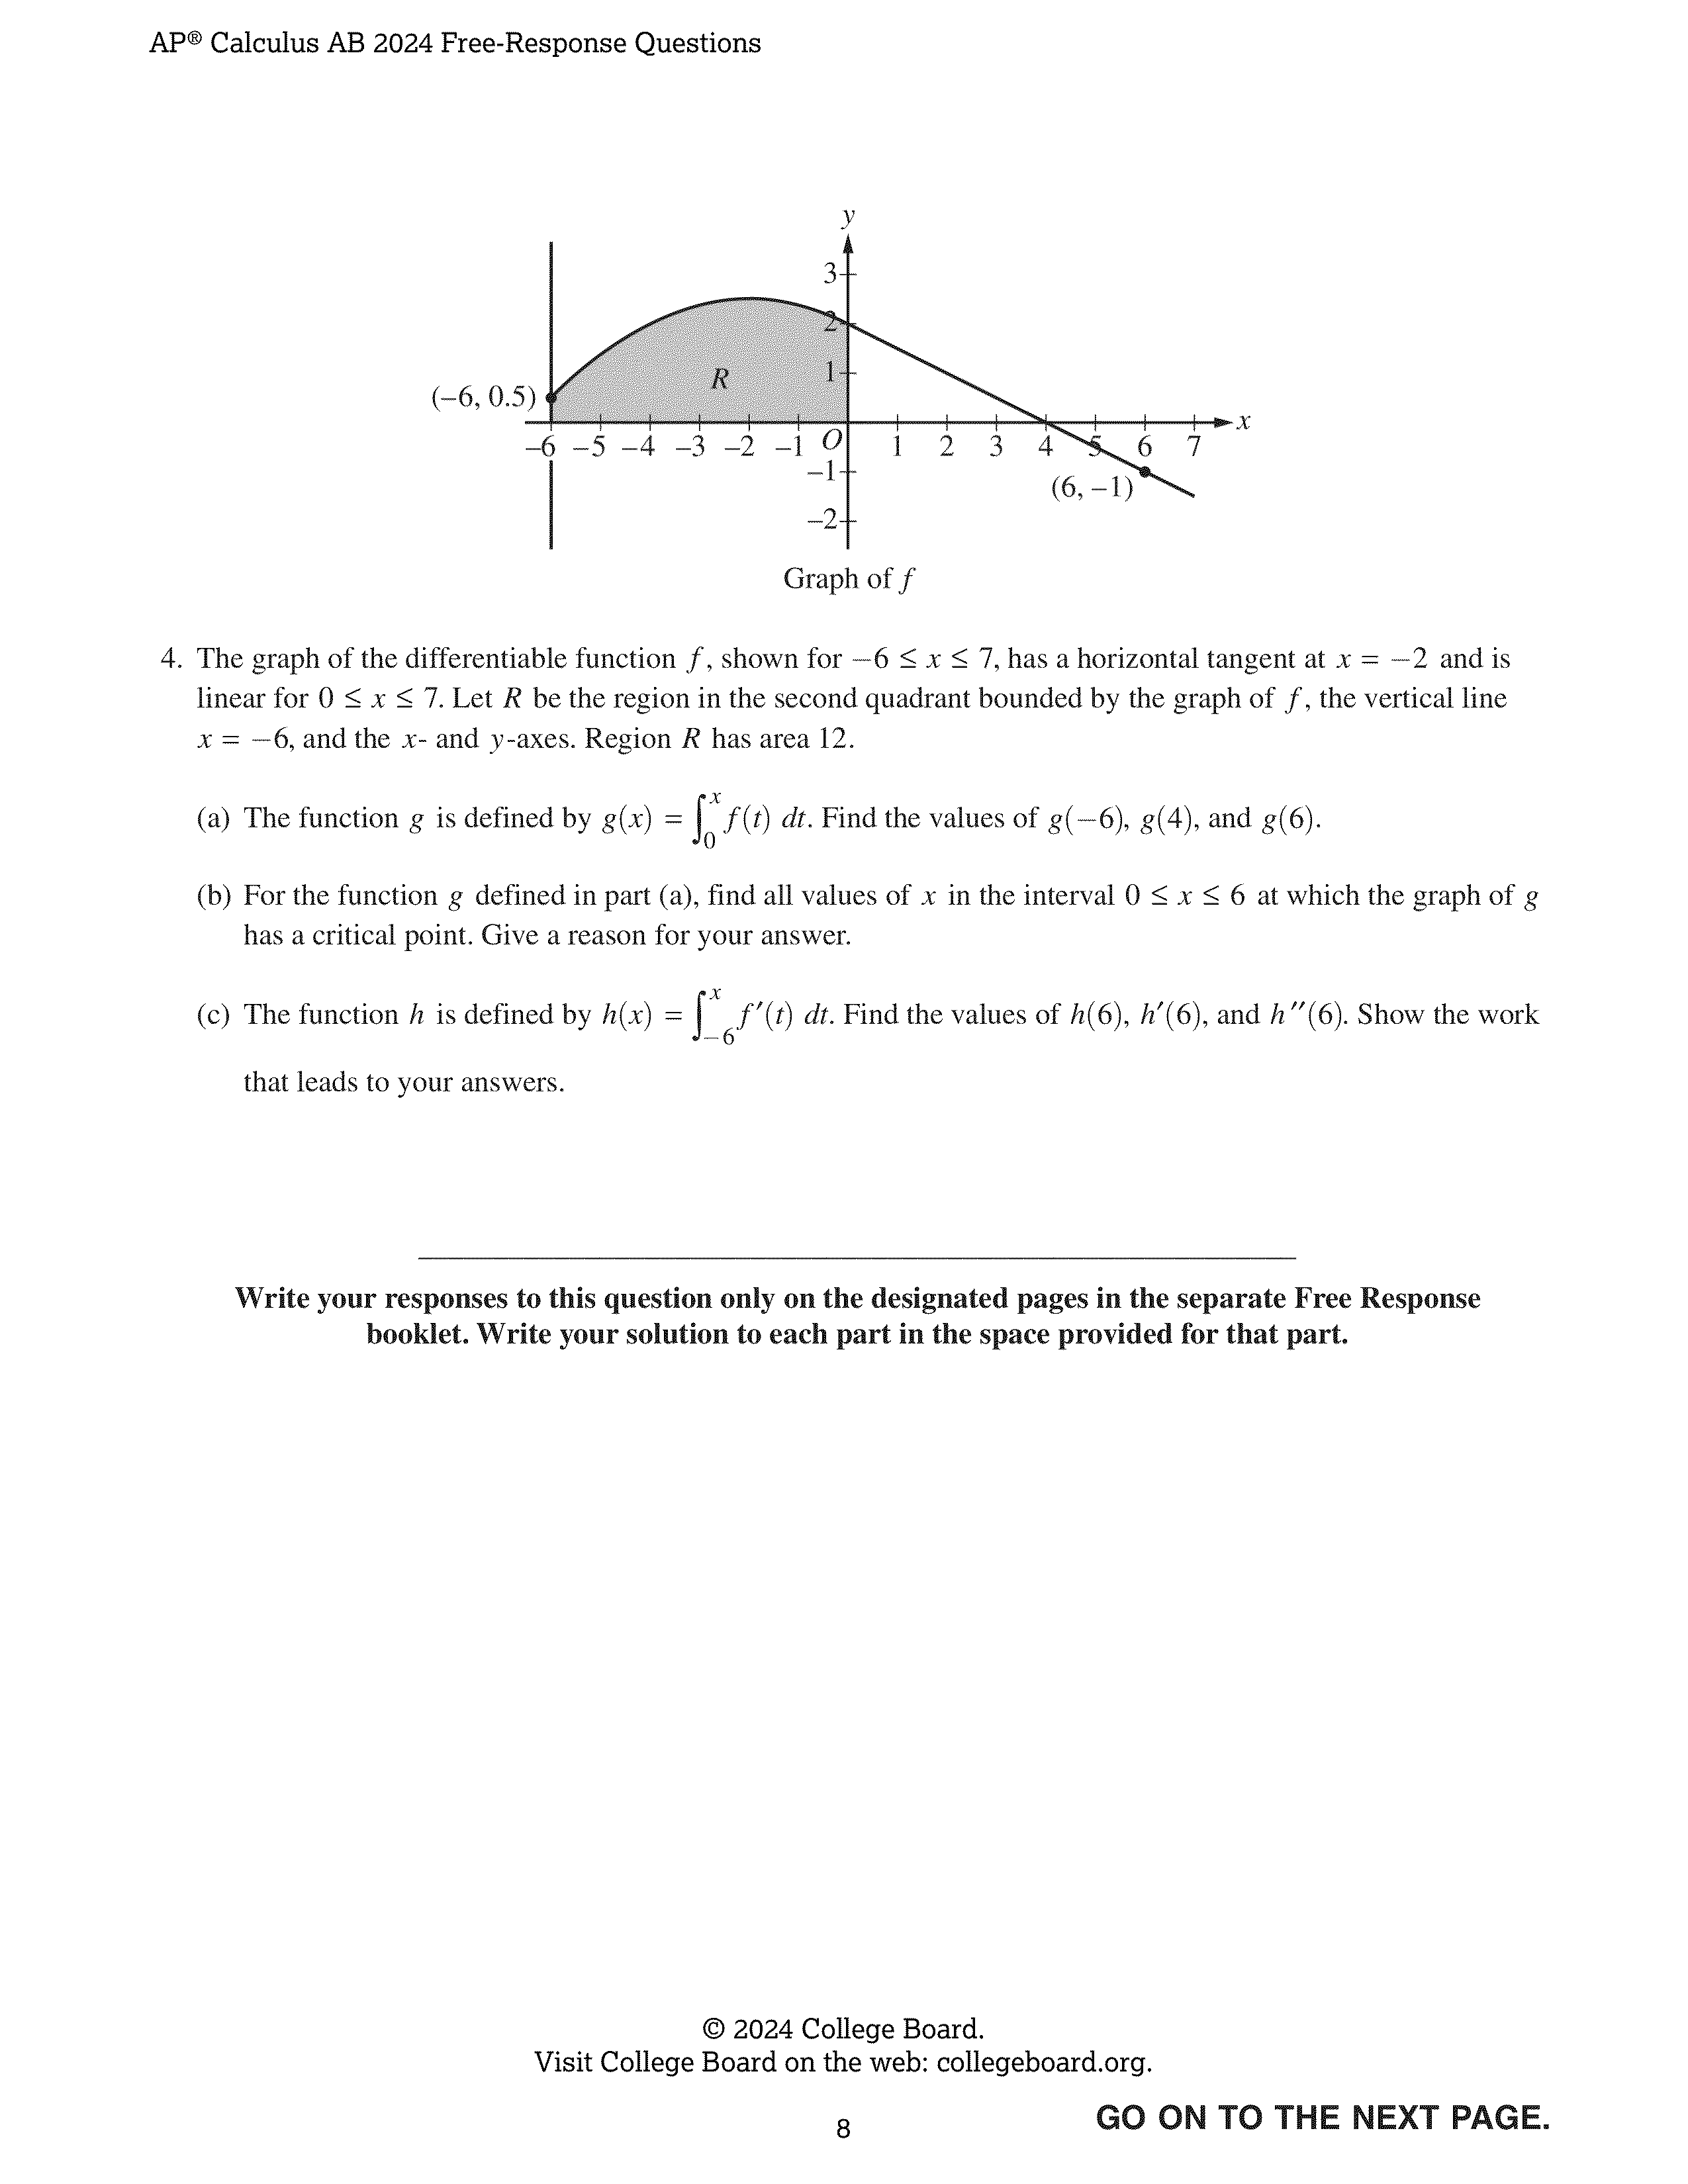 AP® Calculus AB 2024 Free-Response Questions
y
3
2
R
1
(–6, 0.5)
x
–6 –5 –4 –3 –2 –1 O 1 2 3 4 5 6 7
–1
(6, –1)
–2
Graph of f
4. The graph of the differentiable function f, shown for −6 ≤ x ≤ 7, has a horizontal tangent at x = −2 and is
linear for 0 ≤ x ≤ 7. Let R be the region in the second quadrant bounded by the graph of f, the vertical line
x = −6, and the x- and y-axes. Region R has area 12.
(a) The function g is defined by g(x) = ∫₀ˣ f(t) dt. Find the values of g(−6), g(4), and g(6).
(b) For the function g defined in part (a), find all values of x in the interval 0 ≤ x ≤ 6 at which the graph of g
has a critical point. Give a reason for your answer.
(c) The function h is defined by h(x) = ∫₋₆ˣ f′(t) dt. Find the values of h(6), h′(6), and h″(6). Show the work
that leads to your answers.
Write your responses to this question only on the designated pages in the separate Free Response
booklet. Write your solution to each part in the space provided for that part.
© 2024 College Board.
Visit College Board on the web: collegeboard.org.
GO ON TO THE NEXT PAGE.
8